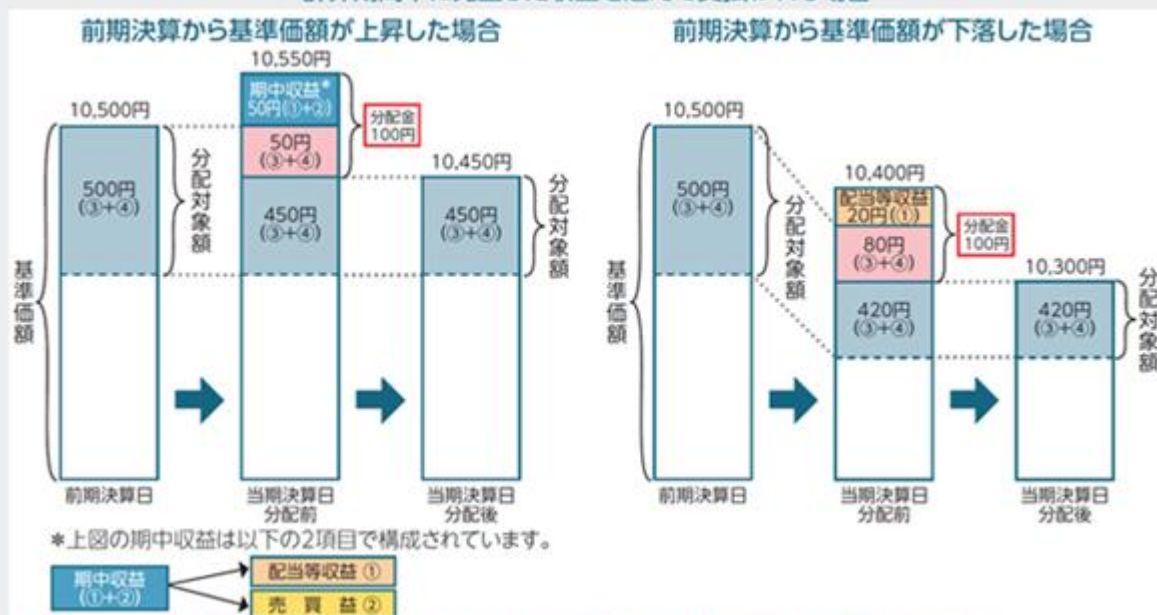 前期決算から基準価額が上昇した場合
10,500円
500円
(③+④)
分配対象額
基準価額
10,550円
期中収益*
50円(①+②)
50円
(③+④)
450円
(③+④)
分配金
100円
10,450円
450円
(③+④)
分配対象額
前期決算日
当期決算日
分配前
当期決算日
分配後
前期決算から基準価額が下落した場合
10,500円
500円
(③+④)
分配対象額
基準価額
10,400円
配当等収益
20円(①)
80円
(③+④)
420円
(③+④)
分配金
100円
10,300円
420円
(③+④)
分配対象額
前期決算日
当期決算日
分配前
当期決算日
分配後
*上図の期中収益は以下の2項目で構成されています。
期中収益
(①+②)
配当等収益 ①
売 買 益 ②